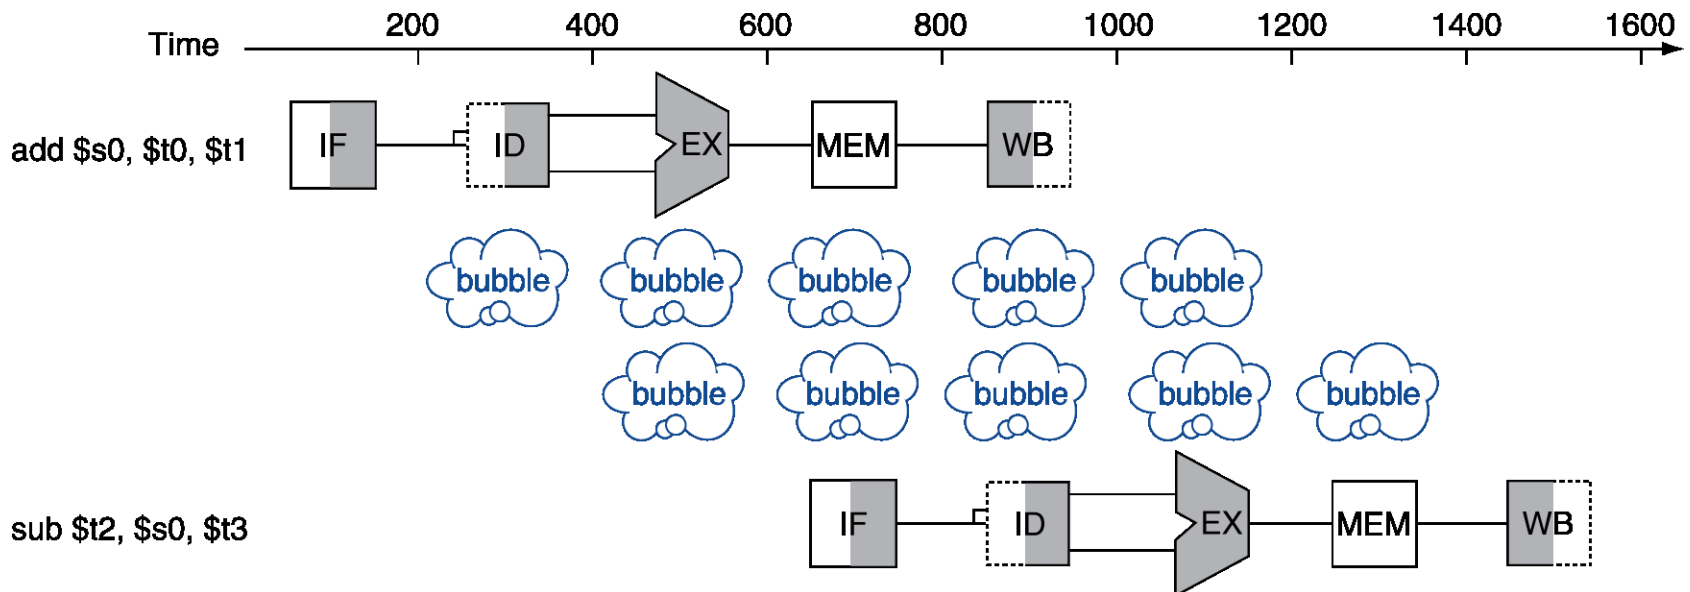 200 400 600 800 1000 1200 1400 1600
Time
add $s0, $t0, $t1 IF ID EX MEM WB
bubble bubble bubble bubble bubble
bubble bubble bubble bubble bubble
sub $t2, $s0, $t3 IF ID EX MEM WB